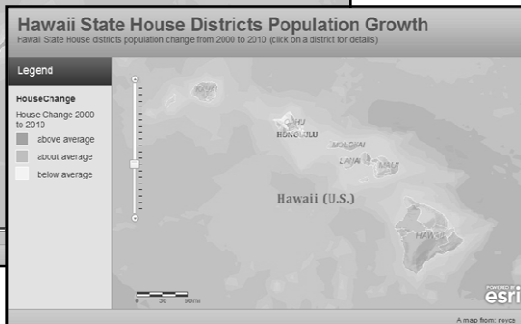 Hawaii State House Districts Population Growth
Hawaii State House districts population change from 2000 to 2010 (click on a district for details)
Legend
HouseChange
House Change 2000
to 2010
above average
about average
below average
HONOLULU
MOLOKAI
LANAI
MAUI
Hawaii (U.S.)
HAWAII
POWERED BY
esri
A map from: royce